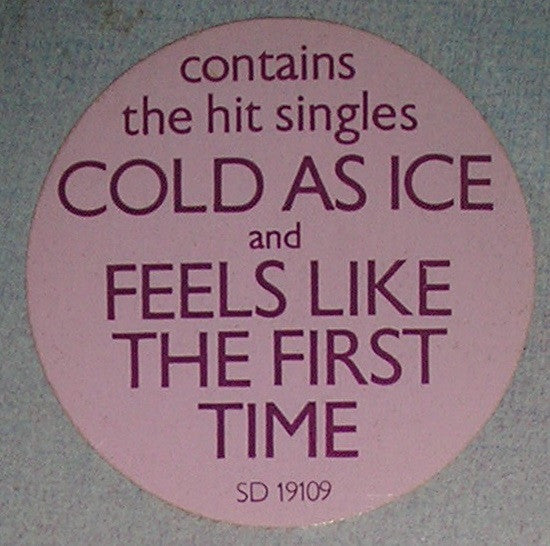 contains
the hit singles
COLD AS ICE
and
FEELS LIKE
THE FIRST
TIME
SD 19109